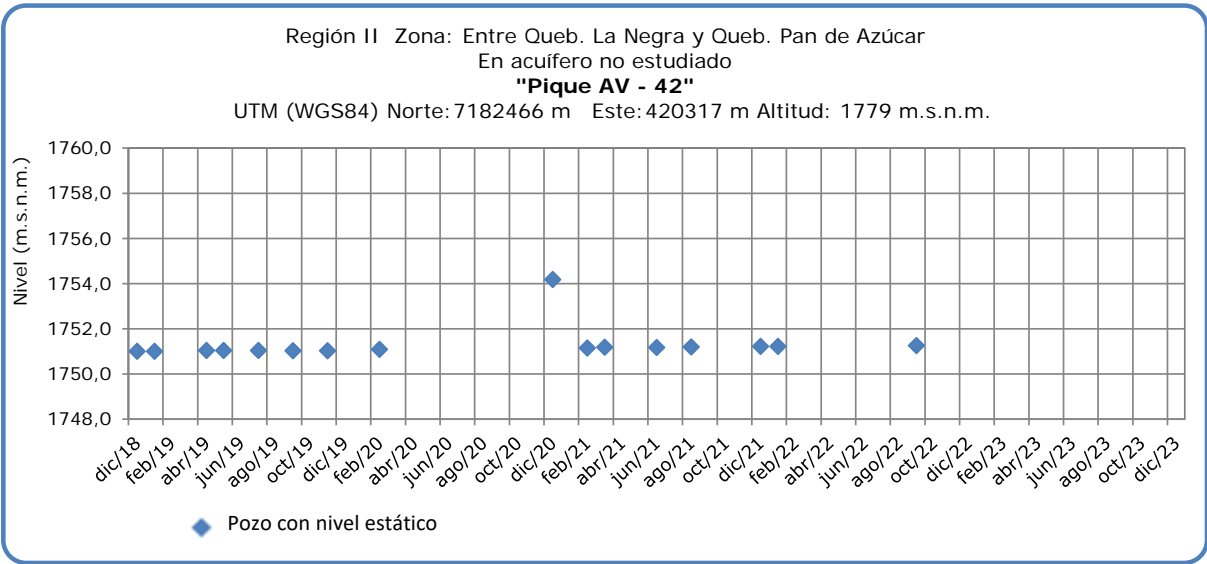 Región II Zona: Entre Queb. La Negra y Queb. Pan de Azúcar
En acuífero no estudiado
"Pique AV - 42"
UTM (WGS84) Norte: 7182466 m Este: 420317 m Altitud: 1779 m.s.n.m.
Nivel (m.s.n.m.)
1760,0
1758,0
1756,0
1754,0
1752,0
1750,0
1748,0
dic/18 feb/19 abr/19 jun/19 ago/19 oct/19 dic/19 feb/20 abr/20 jun/20 ago/20 oct/20 dic/20 feb/21 abr/21 jun/21 ago/21 oct/21 dic/21 feb/22 abr/22 jun/22 ago/22 oct/22 dic/22 feb/23 abr/23 jun/23 ago/23 oct/23 dic/23
Pozo con nivel estático